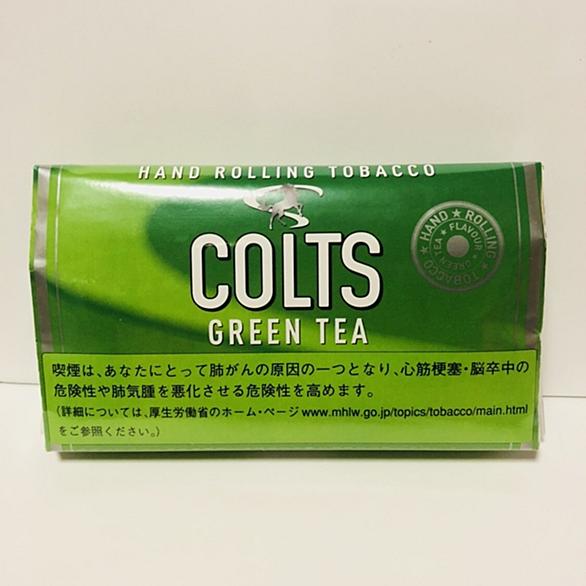 HAND ROLLING TOBACCO
COLTS
GREEN TEA
HAND ★ ROLLING ★ TOBACCO ★
FLAVOUR ★ GREEN TEA ★
喫煙は、あなたにとって肺がんの原因の一つとなり、心筋梗塞・脳卒中の
危険性や肺気腫を悪化させる危険性を高めます。
(詳細については、厚生労働省のホーム・ページ www.mhlw.go.jp/topics/tobacco/main.html
をご参照ください。)